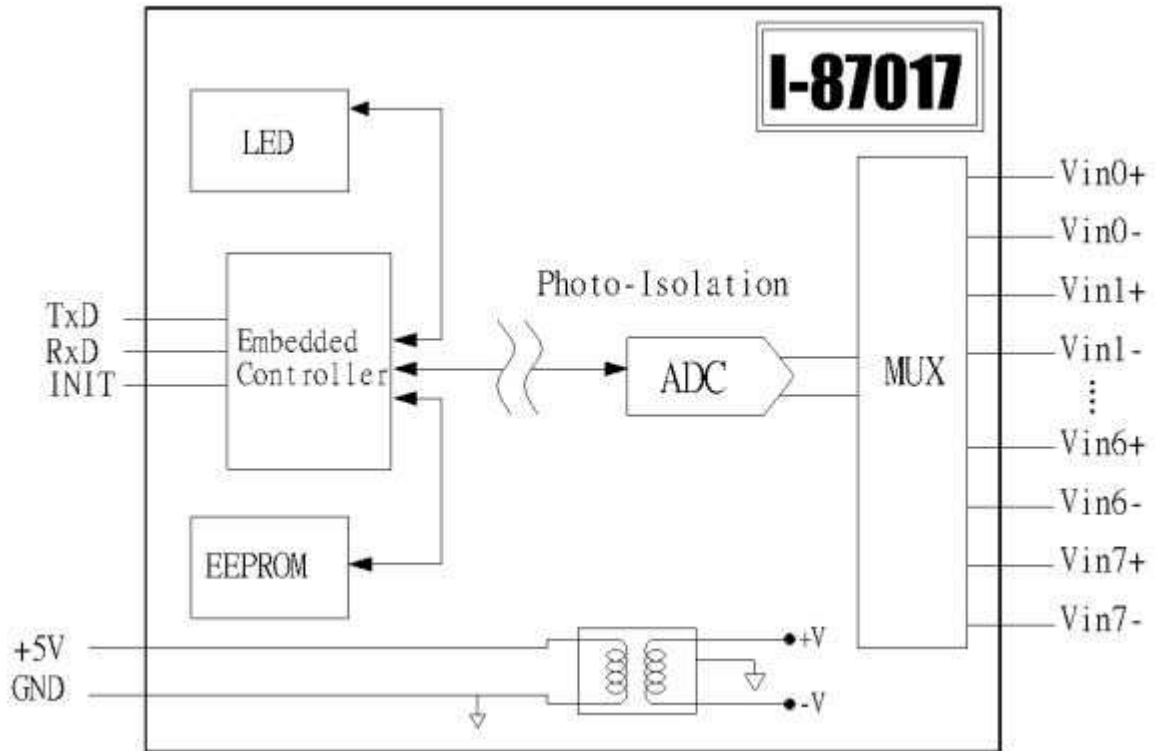 I-87017
LED
Vin0+
Vin0-
Photo-Isolation
Vin1+
TxD
RxD
INIT
Embedded
Controller
ADC
MUX
Vin1-
Vin6+
Vin6-
EEPROM
Vin7+
Vin7-
+5V
GND
+V
-V